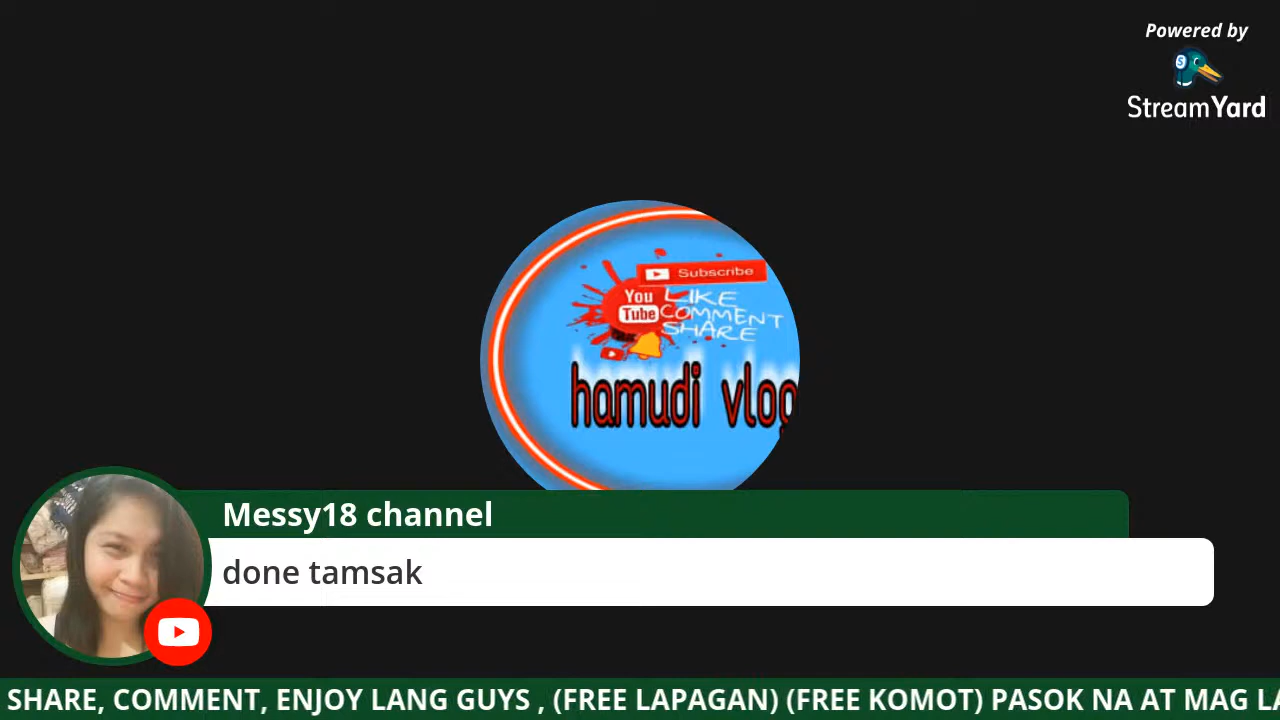 Powered by
StreamYard
Subscribe
You
Tube
LIKE
COMMENT
SHARE
hamudi vlog
Messy18 channel
done tamsak
SHARE, COMMENT, ENJOY LANG GUYS , (FREE LAPAGAN) (FREE KOMOT) PASOK NA AT MAG LA